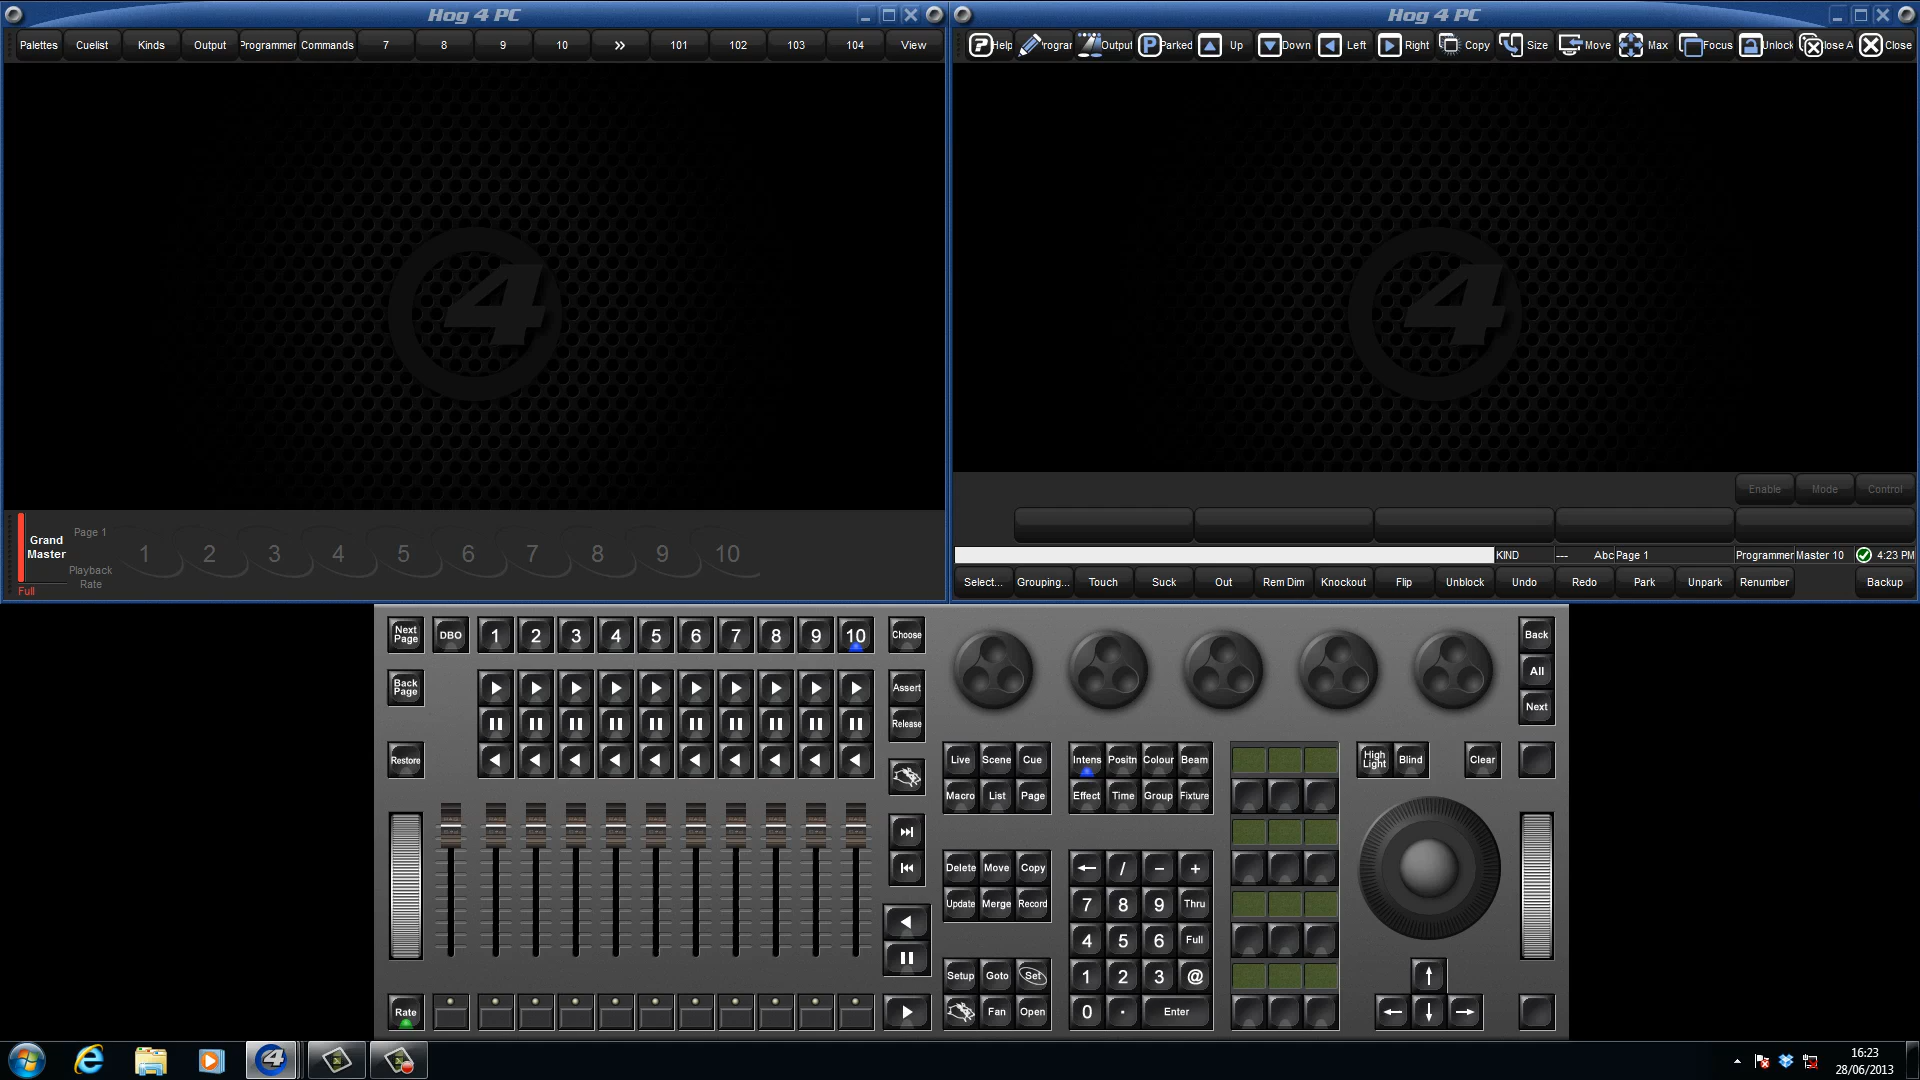 Hog 4 PC
Palettes Cuelist Kinds Output Programmer Commands 7 8 9 10 » 101 102 103 104 View
4
Grand Master
Full
Page 1
Playback Rate
1 2 3 4 5 6 7 8 9 10
Hog 4 PC
Help Progra Output Parked Up Down Left Right Copy Size Move Max Focus Unlock lose A Close
4
Enable Mode Control
KIND --- Abc Page 1 Programmer Master 10 4:23 PM
Select... Grouping... Touch Suck Out Rem Dim Knockout Flip Unblock Undo Redo Park Unpark Renumber Backup
Next Page DBO 1 2 3 4 5 6 7 8 9 10 Choose
Back
All
Next
Back Page
Assert
Release
Restore
Live Scene Cue
Macro List Page
Intens Positn Colour Beam
Effect Time Group Fixture
High Light Blind Clear
Delete Move Copy
Update Merge Record
← / − +
7 8 9 Thru
4 5 6 Full
1 2 3 @
0 . Enter
Setup Goto Set
Fan Open
Rate
↑
← ↓ →
4
16:23
28/06/2013